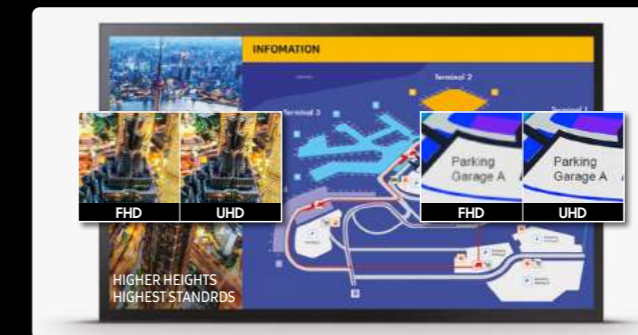 INFOMATION
Terminal 2
Terminal 3
Terminal 1
FHD
UHD
Parking
Garage A
Parking
Garage A
FHD
UHD
HIGHER HEIGHTS
HIGHEST STANDRDS